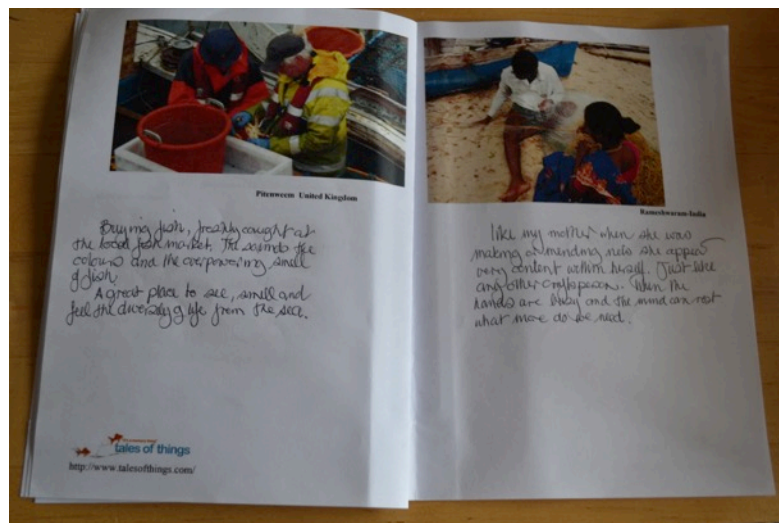 Pittenweem United Kingdom
Buying fish, freshly caught at
the local fish market. The sounds the
colours and the overpowering smell
of fish.
A great place to see, smell and
feel the diversity of life from the sea.
tales of things
http://www.talesofthings.com/
Rameshwaram-India
like my mother when she was
making or mending nets she appear
very content within herself. Just like
any other craftsperson. When the
hands are busy and the mind can rest
what more do we need.